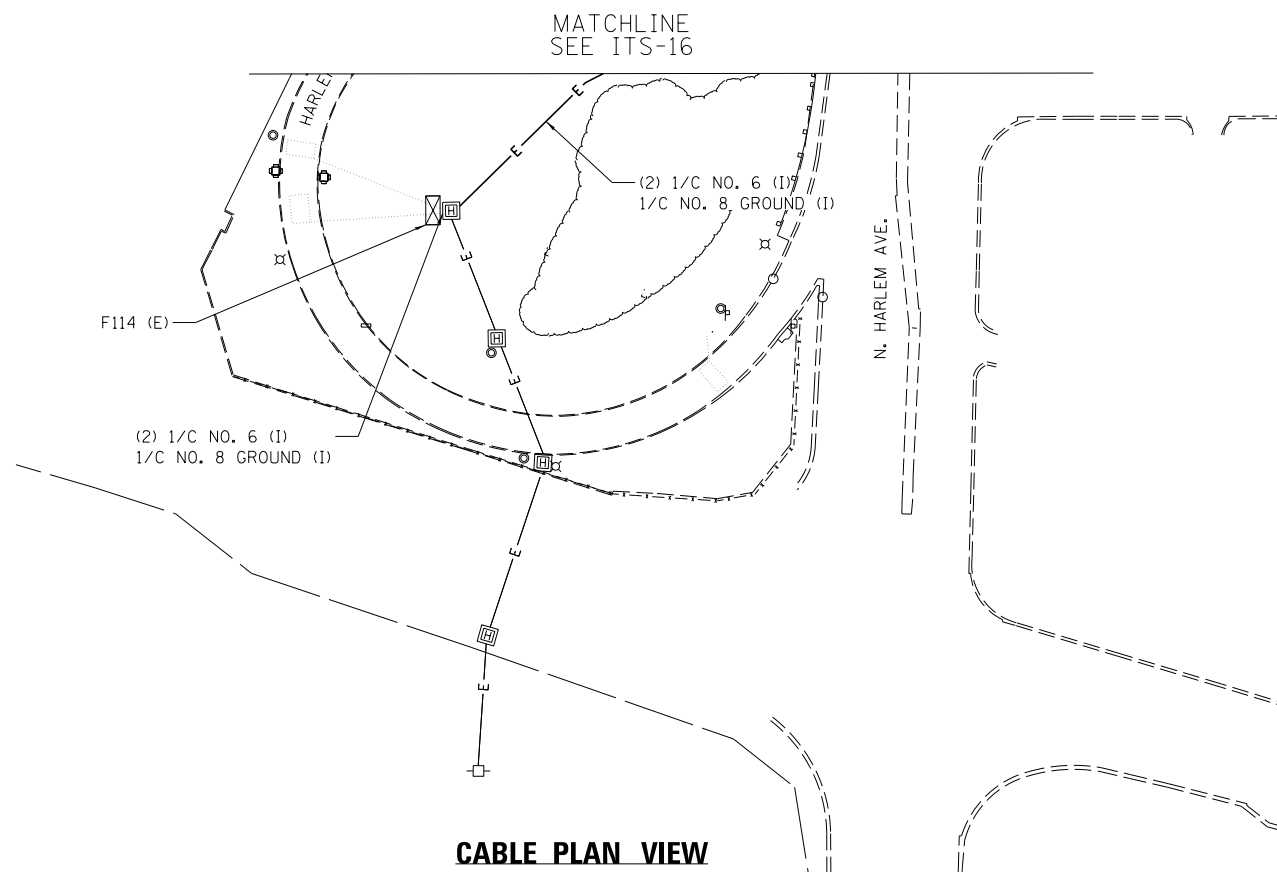 MATCHLINE
SEE ITS-16
E
E
(2) 1/C NO. 6 (I)
1/C NO. 8 GROUND (I)
H
E
N. HARLEM AVE.
F114 (E)
H
E
(2) 1/C NO. 6 (I)
1/C NO. 8 GROUND (I)
H
E
H
E
CABLE PLAN VIEW